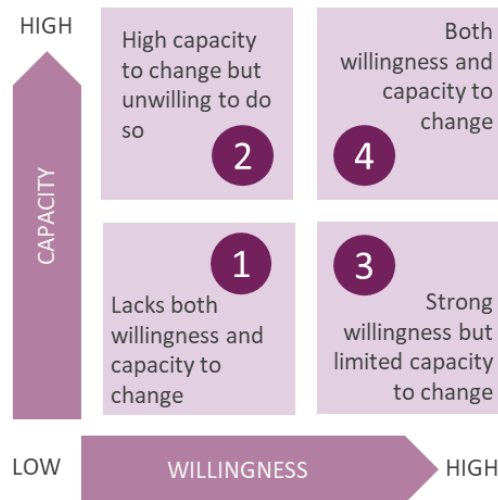 HIGH
High capacity
to change but
unwilling to do
so
2
Both
willingness and
capacity to
change
4
CAPACITY
1
Lacks both
willingness and
capacity to
change
3
Strong
willingness but
limited capacity
to change
LOW
WILLINGNESS
HIGH